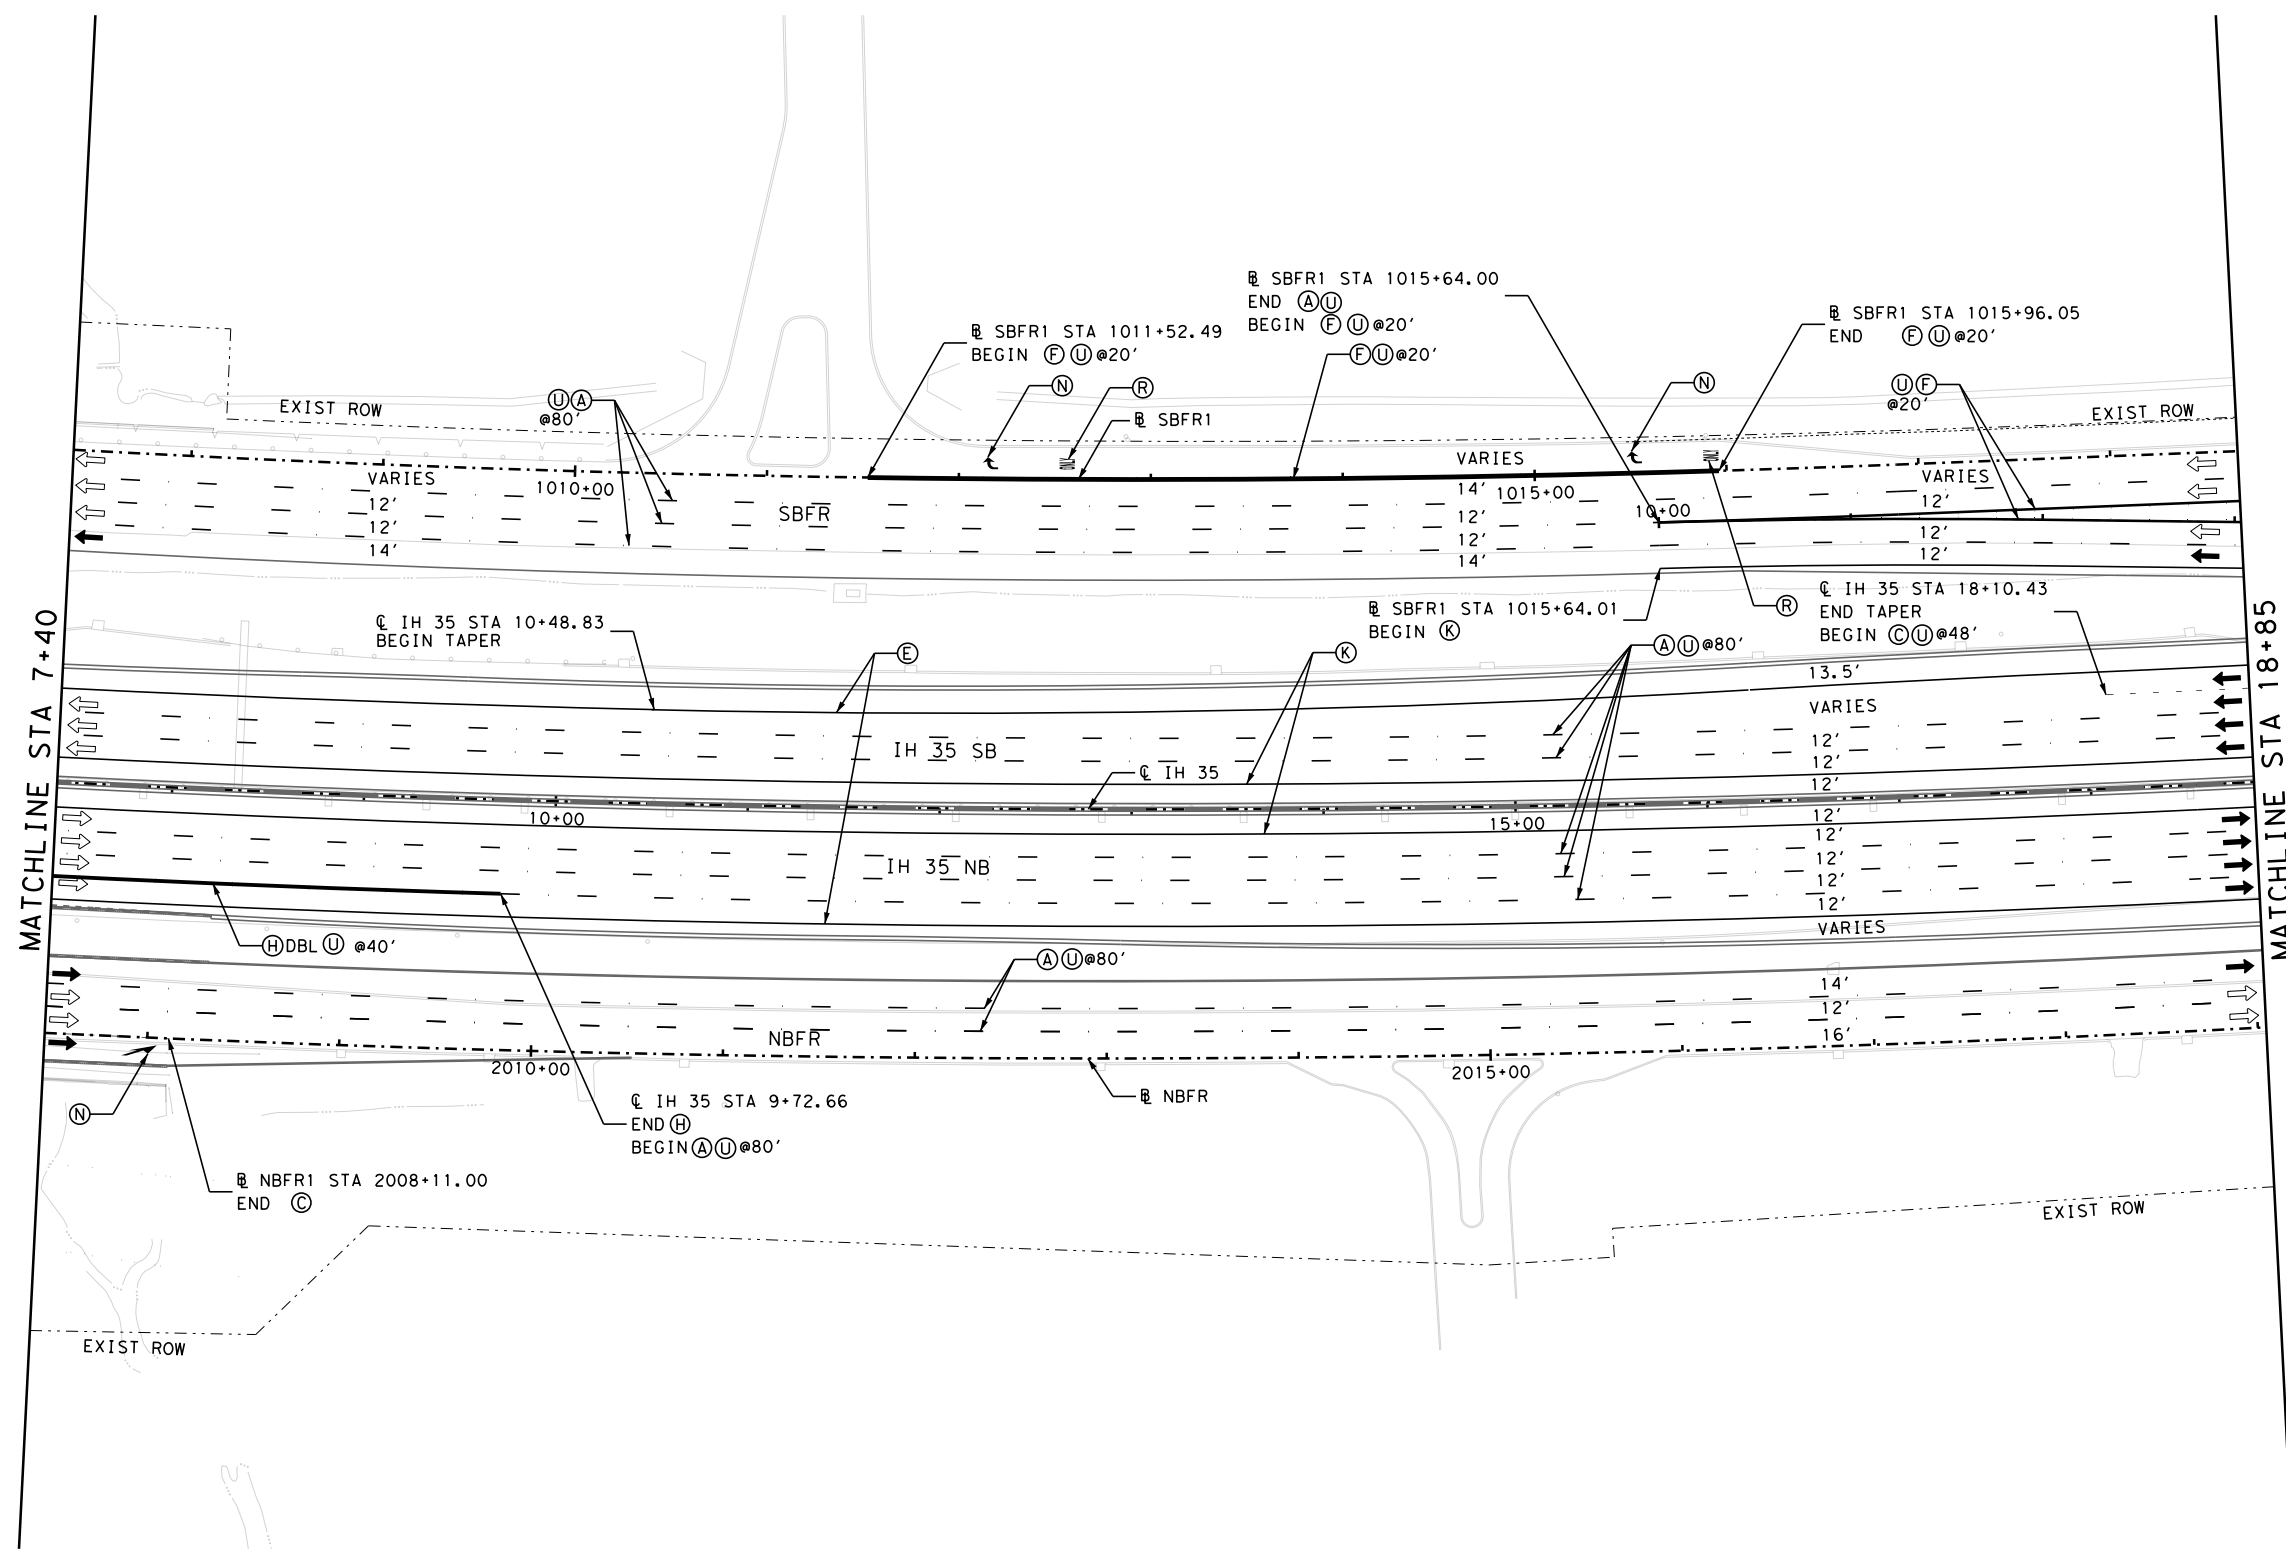 ℄ SBFR1 STA 1015+64.00
END Ⓐ Ⓤ
BEGIN Ⓕ Ⓤ @20'
℄ SBFR1 STA 1011+52.49
BEGIN Ⓕ Ⓤ @20'
Ⓕ Ⓤ @20'
℄ SBFR1 STA 1015+96.05
END Ⓕ Ⓤ @20'
Ⓝ
Ⓡ
℄ SBFR1
Ⓝ
Ⓤ Ⓕ
@20'
EXIST ROW
EXIST ROW
Ⓤ Ⓐ
@80'
ONLY
ONLY
VARIES
12'
12'
14'
1010+00
SBFR
VARIES
14'
12'
12'
14'
1015+00
10+00
VARIES
12'
12'
12'
℄ IH 35 STA 10+48.83
BEGIN TAPER
Ⓔ
℄ SBFR1 STA 1015+64.01
BEGIN Ⓚ
Ⓚ
Ⓡ
Ⓐ Ⓤ @80'
℄ IH 35 STA 18+10.43
END TAPER
BEGIN Ⓒ Ⓤ @48'
MATCHLINE STA 7+40
MATCHLINE STA 18+85
13.5'
VARIES
12'
12'
12'
12'
12'
12'
12'
12'
VARIES
IH 35 SB
℄ IH 35
10+00
15+00
IH 35 NB
Ⓗ DBL Ⓤ @40'
Ⓐ Ⓤ @80'
14'
12'
16'
NBFR
2010+00
2015+00
℄ NBFR
Ⓝ
℄ IH 35 STA 9+72.66
END Ⓗ
BEGIN Ⓐ Ⓤ @80'
℄ NBFR1 STA 2008+11.00
END Ⓒ
EXIST ROW
EXIST ROW